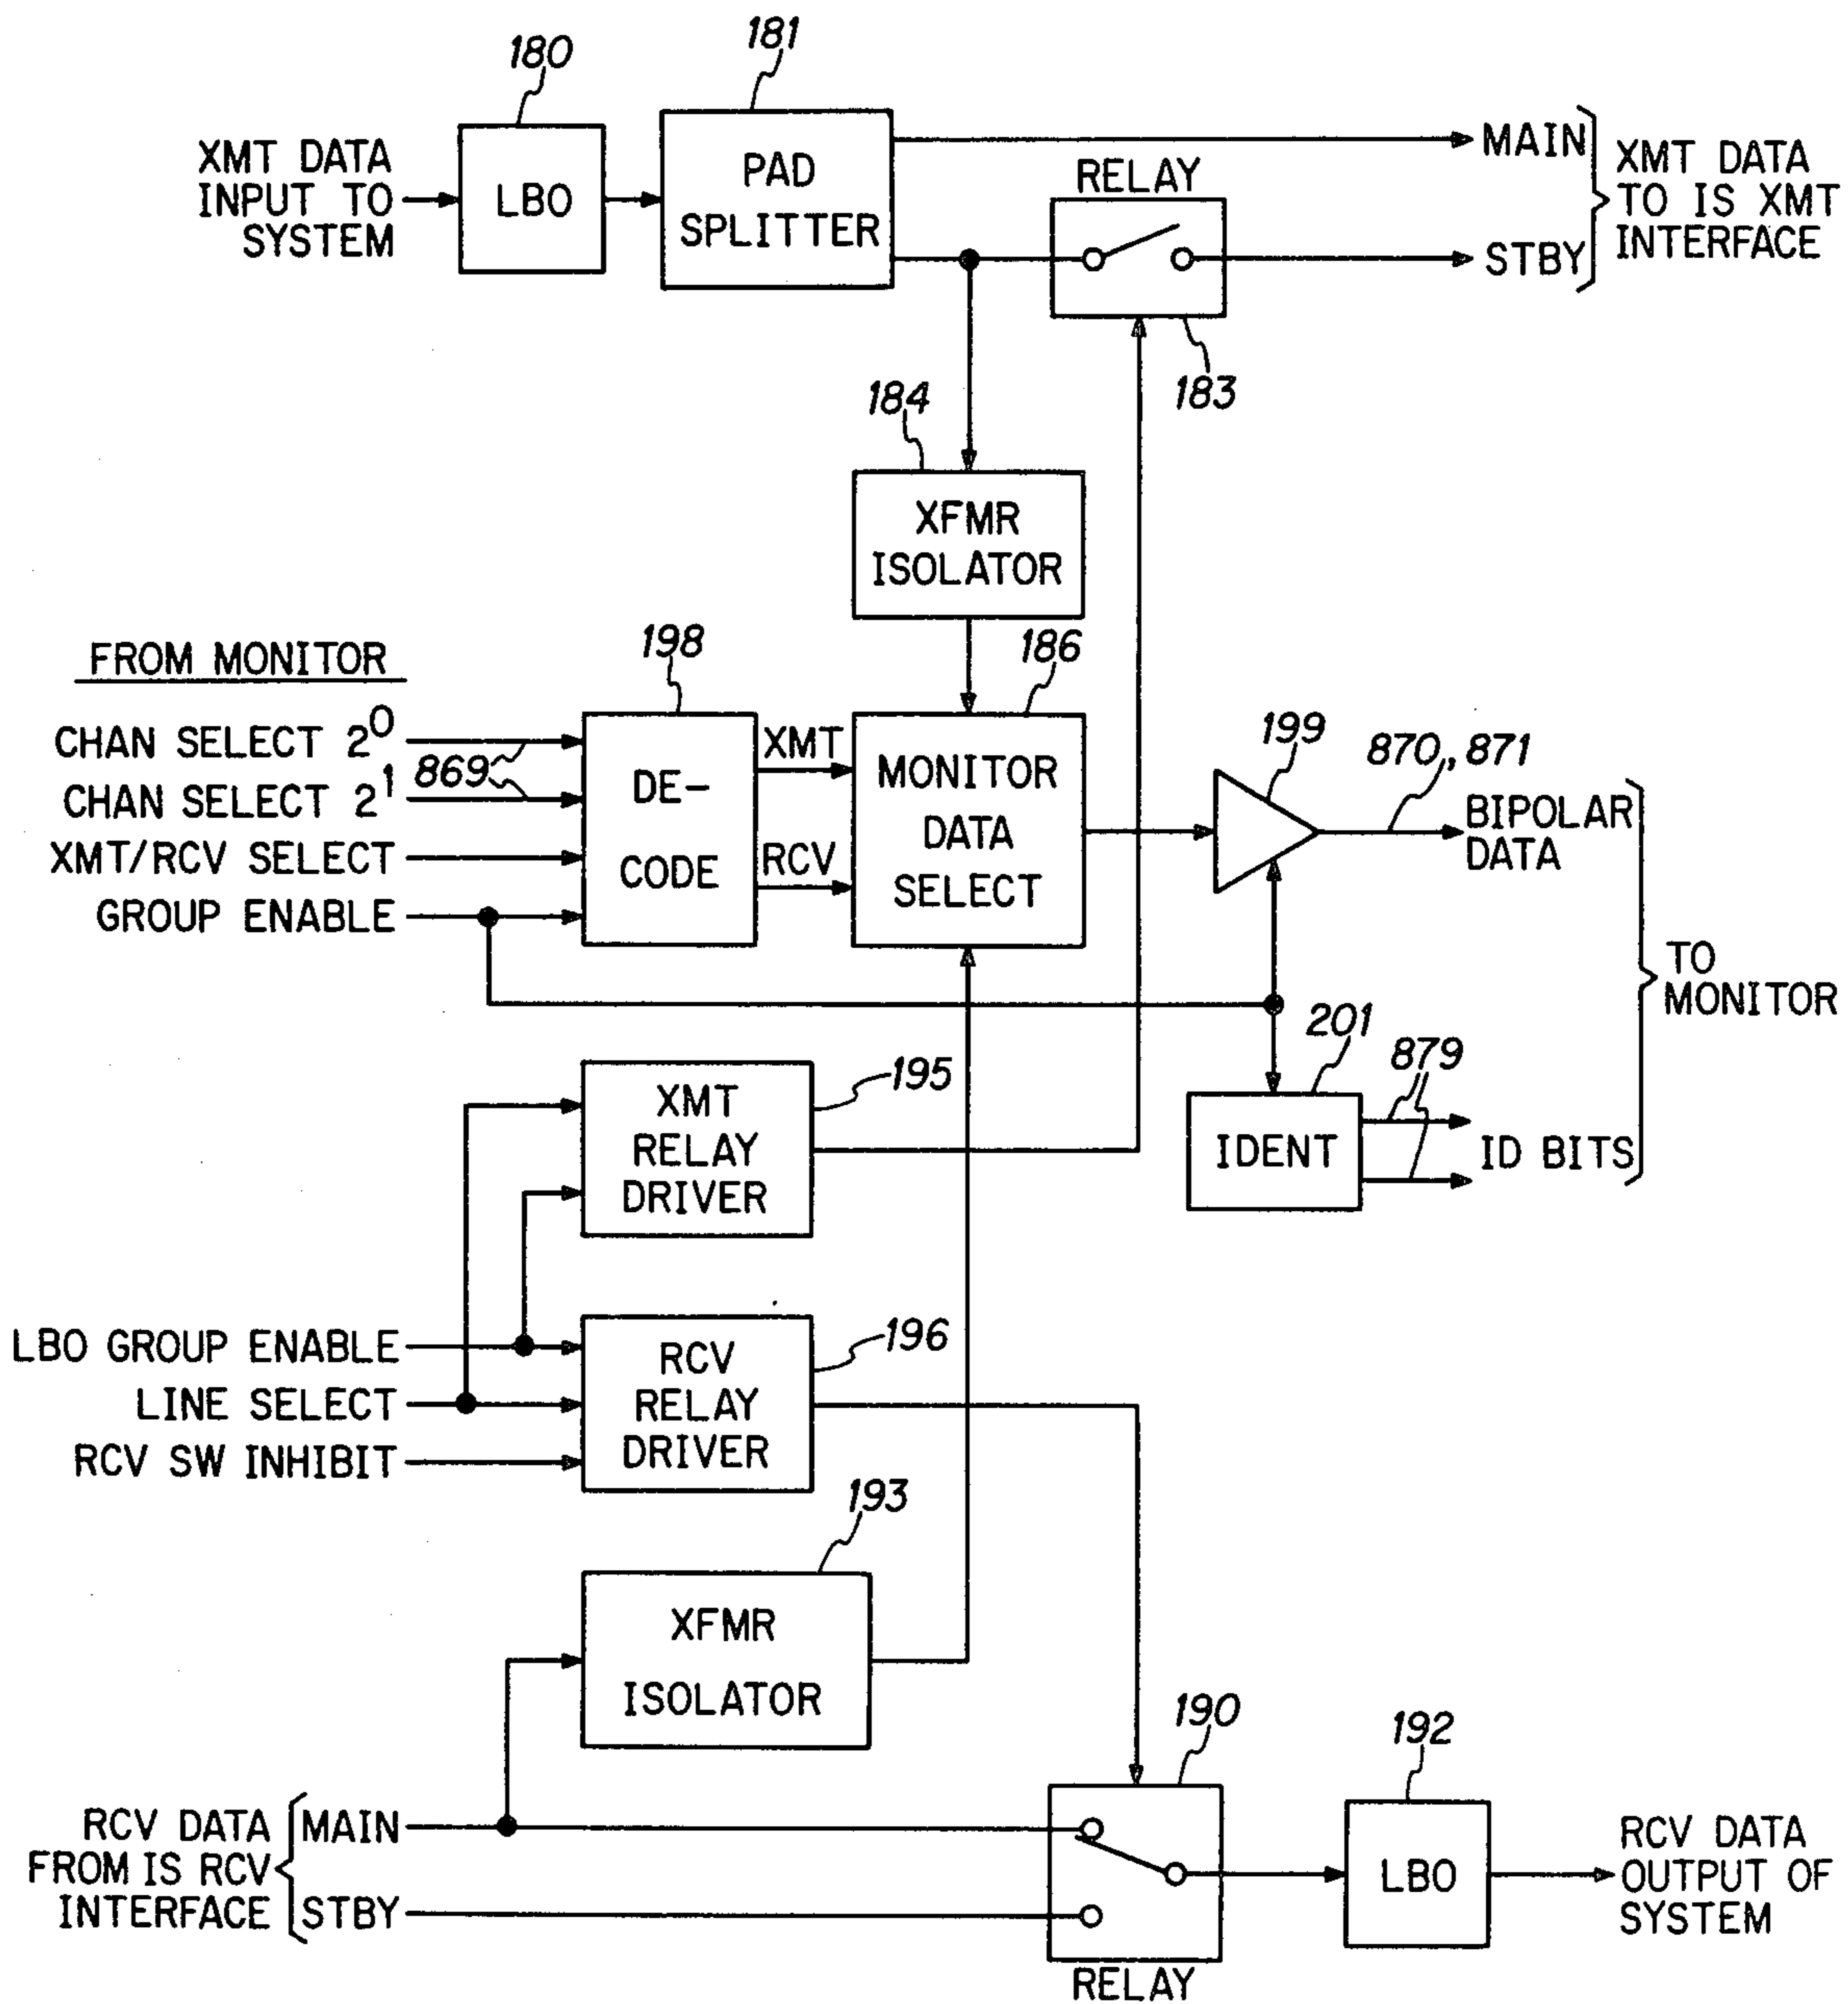 180
181
XMT DATA
INPUT TO
SYSTEM
LBO
PAD
SPLITTER
RELAY
MAIN
STBY
XMT DATA
TO IS XMT
INTERFACE
183
184
XFMR
ISOLATOR
FROM MONITOR
198
186
199
870,, 871
CHAN SELECT 2⁰
869
CHAN SELECT 2¹
XMT/RCV SELECT
GROUP ENABLE
DE-
CODE
XMT
RCV
MONITOR
DATA
SELECT
BIPOLAR
DATA
TO
MONITOR
201
879
IDENT
ID BITS
195
XMT
RELAY
DRIVER
LBO GROUP ENABLE
LINE SELECT
RCV SW INHIBIT
196
RCV
RELAY
DRIVER
193
XFMR
ISOLATOR
190
192
RCV DATA
FROM IS RCV
INTERFACE
MAIN
STBY
RELAY
LBO
RCV DATA
OUTPUT OF
SYSTEM